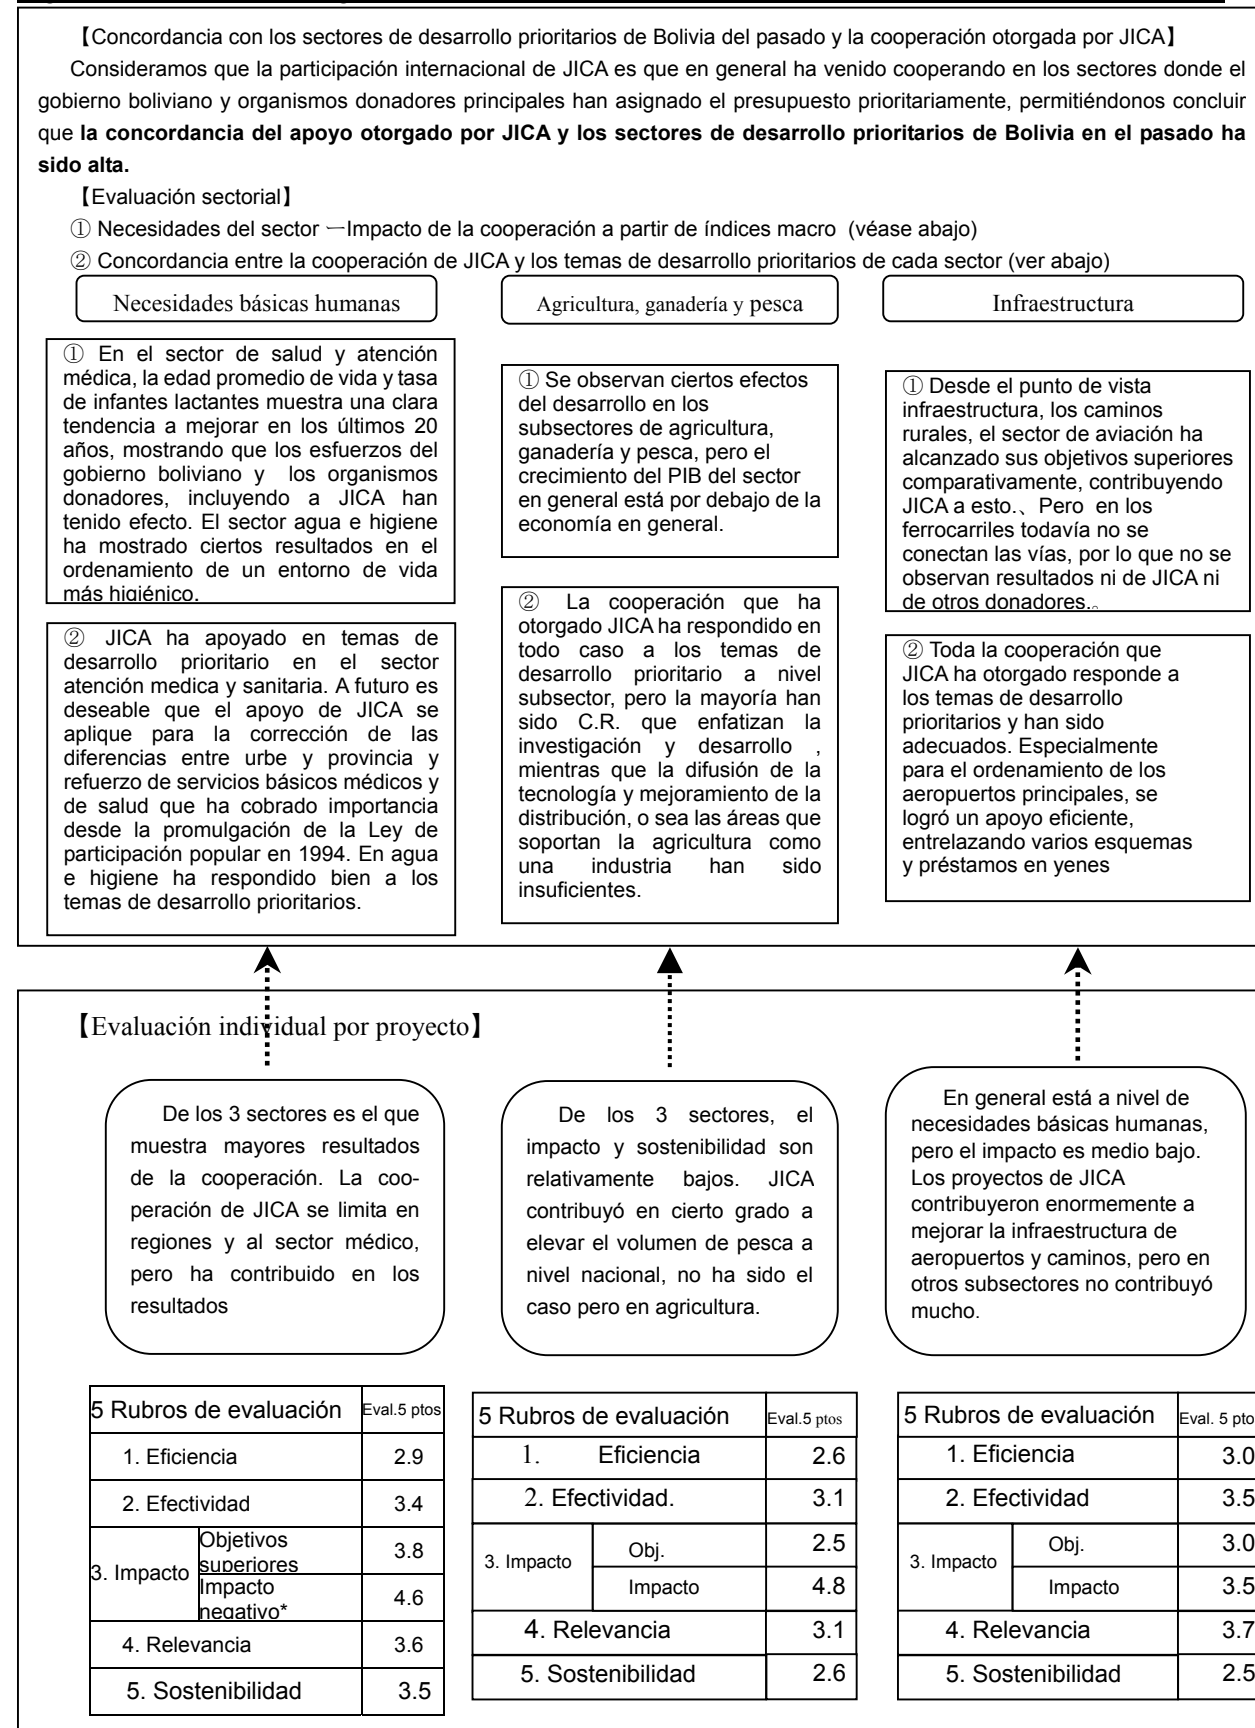 【Concordancia con los sectores de desarrollo prioritarios de Bolivia del pasado y la cooperación otorgada por JICA】
Consideramos que la participación internacional de JICA es que en general ha venido cooperando en los sectores donde el
gobierno boliviano y organismos donadores principales han asignado el presupuesto prioritariamente, permitiéndonos concluir
que la concordancia del apoyo otorgado por JICA y los sectores de desarrollo prioritarios de Bolivia en el pasado ha
sido alta.
【Evaluación sectorial】
① Necesidades del sector －Impacto de la cooperación a partir de índices macro (véase abajo)
② Concordancia entre la cooperación de JICA y los temas de desarrollo prioritarios de cada sector (ver abajo)
Necesidades básicas humanas
① En el sector de salud y atención
médica, la edad promedio de vida y tasa
de infantes lactantes muestra una clara
tendencia a mejorar en los últimos 20
años, mostrando que los esfuerzos del
gobierno boliviano y los organismos
donadores, incluyendo a JICA han
tenido efecto. El sector agua e higiene
ha mostrado ciertos resultados en el
ordenamiento de un entorno de vida
más higiénico.
② JICA ha apoyado en temas de
desarrollo prioritario en el sector
atención medica y sanitaria. A futuro es
deseable que el apoyo de JICA se
aplique para la corrección de las
diferencias entre urbe y provincia y
refuerzo de servicios básicos médicos y
de salud que ha cobrado importancia
desde la promulgación de la Ley de
participación popular en 1994. En agua
e higiene ha respondido bien a los
temas de desarrollo prioritarios.
Agricultura, ganadería y pesca
① Se observan ciertos efectos
del desarrollo en los
subsectores de agricultura,
ganadería y pesca, pero el
crecimiento del PIB del sector
en general está por debajo de la
economía en general.
② La cooperación que ha
otorgado JICA ha respondido en
todo caso a los temas de
desarrollo prioritario a nivel
subsector, pero la mayoría han
sido C.R. que enfatizan la
investigación y desarrollo ,
mientras que la difusión de la
tecnología y mejoramiento de la
distribución, o sea las áreas que
soportan la agricultura como
una industria han sido
insuficientes.
Infraestructura
① Desde el punto de vista
infraestructura, los caminos
rurales, el sector de aviación ha
alcanzado sus objetivos superiores
comparativamente, contribuyendo
JICA a esto.、Pero en los
ferrocarriles todavía no se
conectan las vías, por lo que no se
observan resultados ni de JICA ni
de otros donadores.。
② Toda la cooperación que
JICA ha otorgado responde a
los temas de desarrollo
prioritarios y han sido
adecuados. Especialmente
para el ordenamiento de los
aeropuertos principales, se
logró un apoyo eficiente,
entrelazando varios esquemas
y préstamos en yenes
【Evaluación individual por proyecto】
De los 3 sectores es el que
muestra mayores resultados
de la cooperación. La coo-
peración de JICA se limita en
regiones y al sector médico,
pero ha contribuido en los
resultados
De los 3 sectores, el
impacto y sostenibilidad son
relativamente bajos. JICA
contribuyó en cierto grado a
elevar el volumen de pesca a
nivel nacional, no ha sido el
caso pero en agricultura.
En general está a nivel de
necesidades básicas humanas,
pero el impacto es medio bajo.
Los proyectos de JICA
contribuyeron enormemente a
mejorar la infraestructura de
aeropuertos y caminos, pero en
otros subsectores no contribuyó
mucho.
5 Rubros de evaluación Eval.5 ptos
1. Eficiencia 2.9
2. Efectividad 3.4
3. Impacto
Objetivos
superiores 3.8
Impacto
negativo* 4.6
4. Relevancia 3.6
5. Sostenibilidad 3.5
5 Rubros de evaluación Eval.5 ptos
1. Eficiencia 2.6
2. Efectividad. 3.1
3. Impacto
Obj. 2.5
Impacto 4.8
4. Relevancia 3.1
5. Sostenibilidad 2.6
5 Rubros de evaluación Eval. 5 pto
1. Eficiencia 3.0
2. Efectividad 3.5
3. Impacto
Obj. 3.0
Impacto 3.5
4. Relevancia 3.7
5. Sostenibilidad 2.5